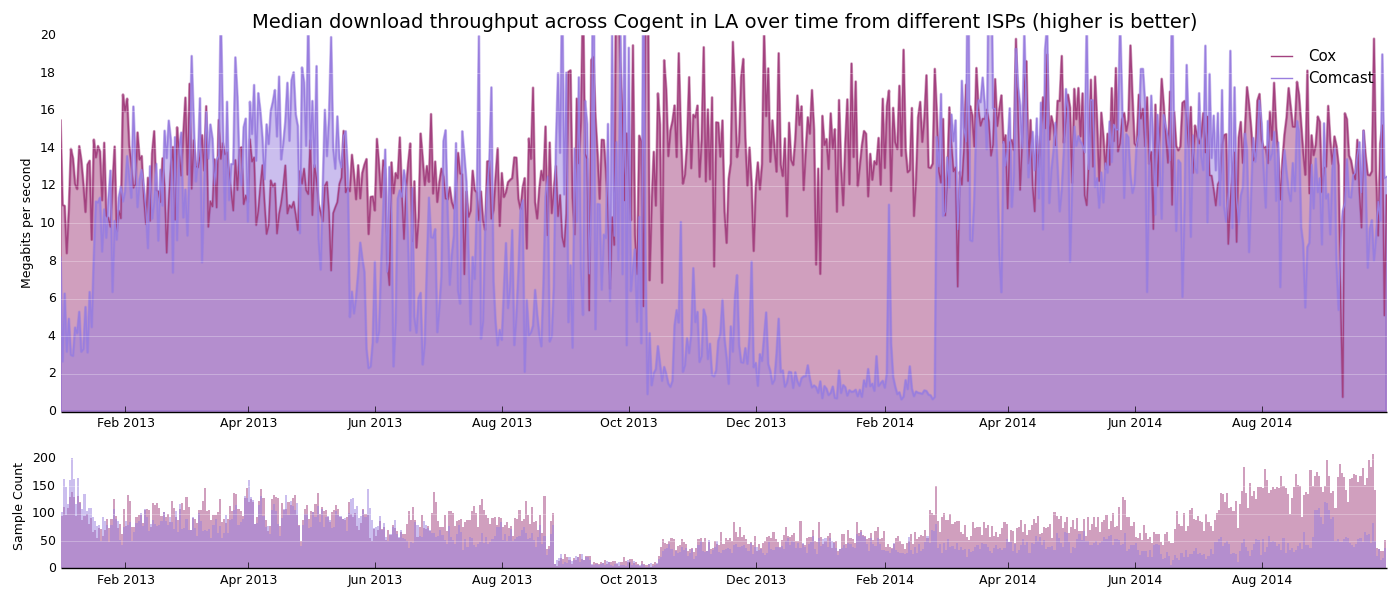 Median download throughput across Cogent in LA over time from different ISPs (higher is better)
Megabits per second
20
18
16
14
12
10
8
6
4
2
0
Cox
Comcast
Feb 2013
Apr 2013
Jun 2013
Aug 2013
Oct 2013
Dec 2013
Feb 2014
Apr 2014
Jun 2014
Aug 2014
Sample Count
200
150
100
50
0
Feb 2013
Apr 2013
Jun 2013
Aug 2013
Oct 2013
Dec 2013
Feb 2014
Apr 2014
Jun 2014
Aug 2014